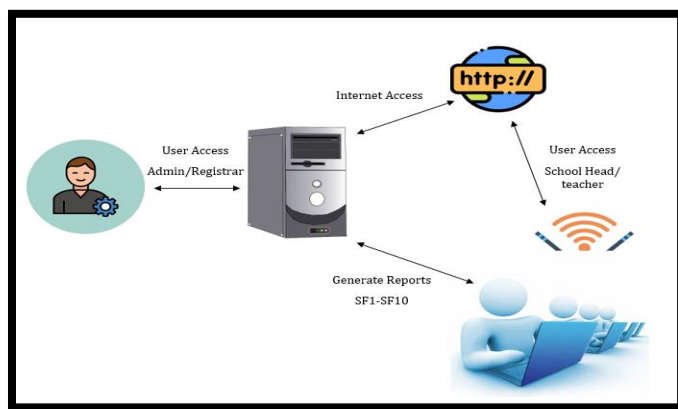 http://
Internet Access
User Access
Admin/Registrar
User Access
School Head/
teacher
Generate Reports
SF1-SF10